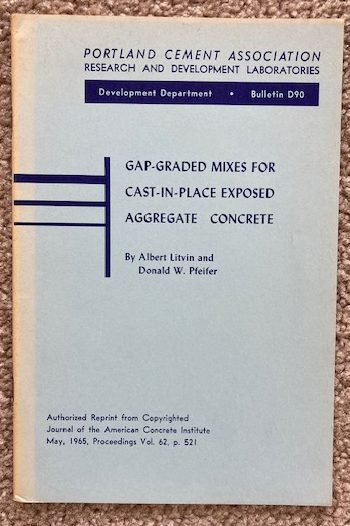 PORTLAND CEMENT ASSOCIATION
RESEARCH AND DEVELOPMENT LABORATORIES
Development Department • Bulletin D90
GAP-GRADED MIXES FOR
CAST-IN-PLACE EXPOSED
AGGREGATE CONCRETE
By Albert Litvin and
Donald W. Pfeifer
Authorized Reprint from Copyrighted
Journal of the American Concrete Institute
May, 1965, Proceedings Vol. 62, p. 521